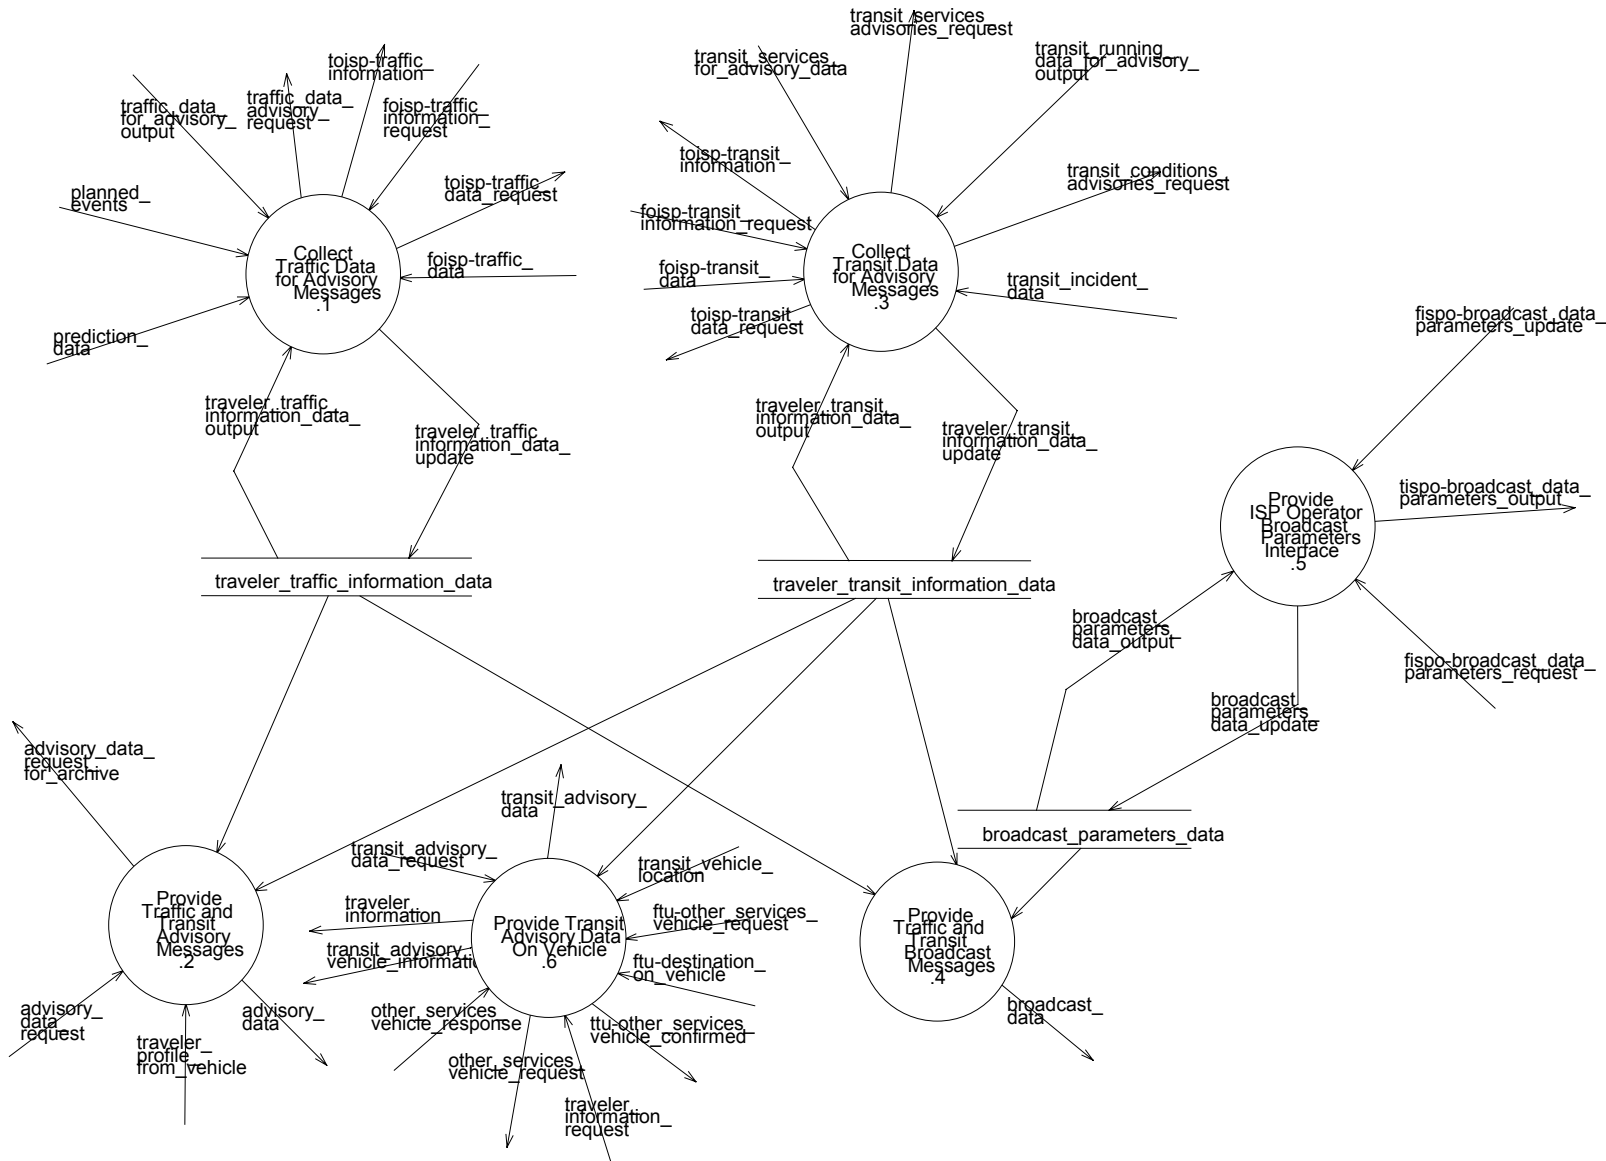 transit_services_
advisories_request
toisp-traffic_
information
transit_services_
for_advisory_data
transit_running_
data_for_advisory_
output
traffic_data_
for_advisory_
output
traffic_data_
advisory_
request
foisp-traffic_
information_
request
toisp-transit_
information
toisp-traffic_
data_request
transit_conditions_
advisories_request
planned_
events
foisp-transit_
information_request
Collect
Traffic Data
for Advisory
Messages
.1
foisp-traffic_
data
Collect
Transit Data
for Advisory
Messages
.3
foisp-transit_
data
transit_incident_
data
toisp-transit_
data_request
prediction_
data
fispo-broadcast_data_
parameters_update
traveler_traffic_
information_data_
output
traveler_traffic_
information_data_
update
traveler_transit_
information_data_
output
traveler_transit_
information_data_
update
tispo-broadcast_data_
parameters_output
Provide
ISP Operator
Broadcast
Parameters
Interface
.5
traveler_traffic_information_data
traveler_transit_information_data
broadcast_
parameters_
data_output
fispo-broadcast_data_
parameters_request
broadcast_
parameters_
data_update
advisory_data_
request_
for_archive
transit_advisory_
data
broadcast_parameters_data
transit_advisory_
data_request
transit_vehicle_
location
Provide
Traffic and
Transit
Advisory
Messages
.2
traveler_
information
Provide Transit
Advisory Data
On Vehicle
.6
ftu-other_services_
vehicle_request
Provide
Traffic and
Transit
Broadcast
Messages
.4
transit_advisory_
vehicle_informatic
ftu-destination_
on_vehicle
advisory_
data_
request
advisory_
data
other_services_
vehicle_response
ttu-other_services_
vehicle_confirmed
broadcast_
data
traveler_
profile_
from_vehicle
other_services_
vehicle_request
traveler_
information_
request